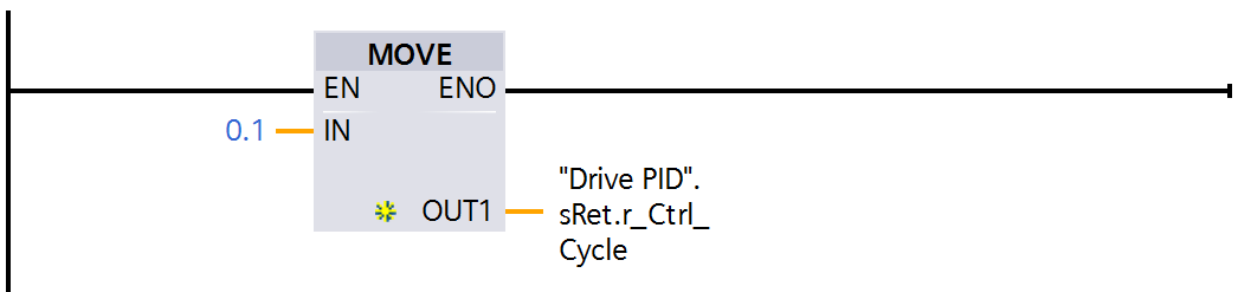 MOVE
EN ENO
0.1 IN
OUT1
"Drive PID".
sRet.r_Ctrl_
Cycle